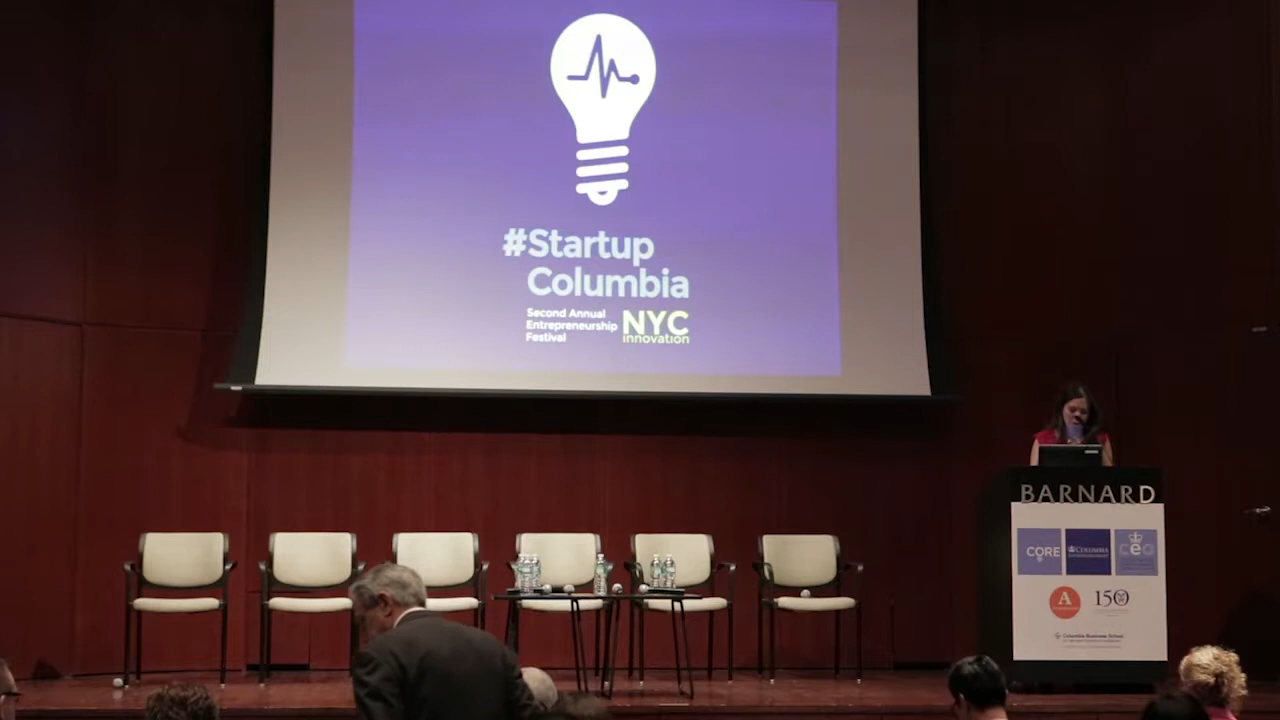 #Startup
Columbia
Second Annual
Entrepreneurship
Festival
NYC
innovation
BARNARD
CORE
COLUMBIA
ceo
A
150
Columbia Business School